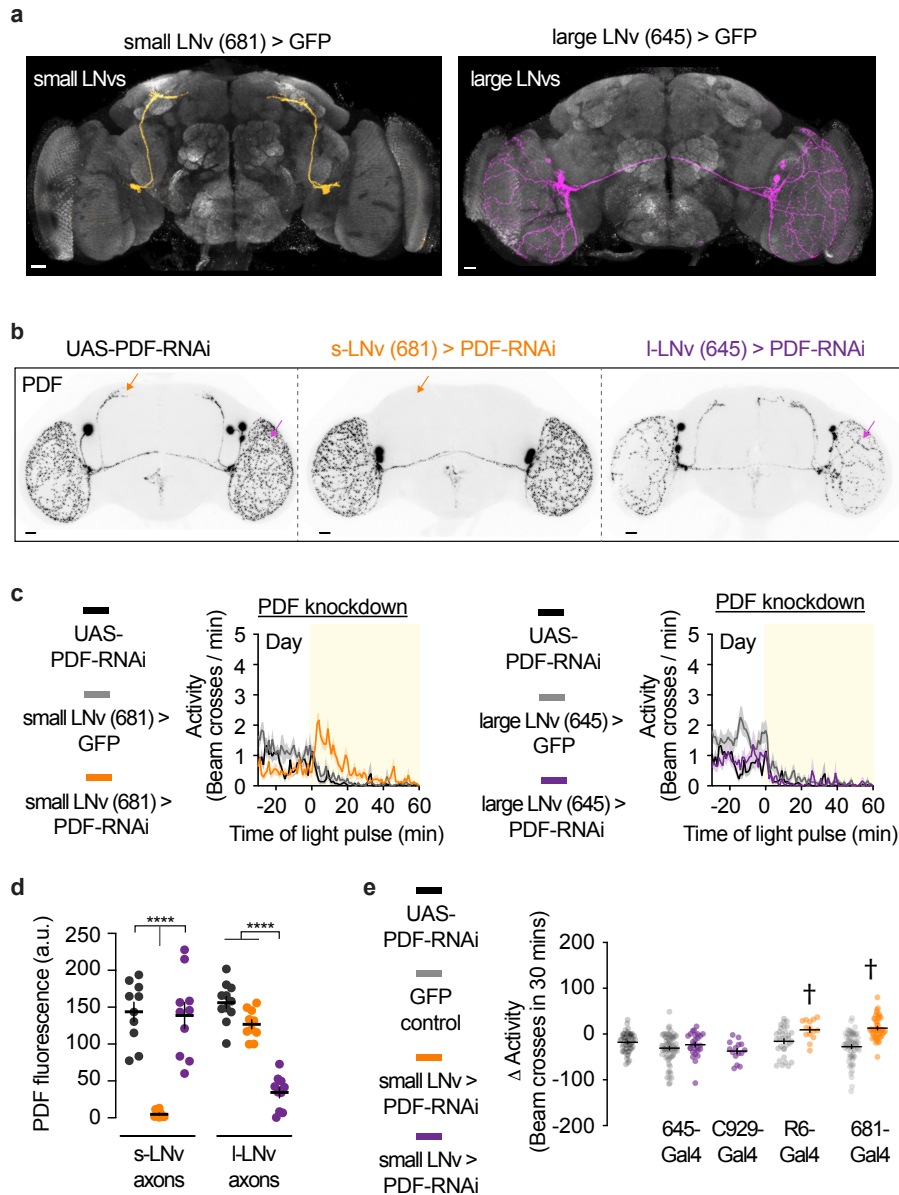 a
small LNv (681) > GFP
large LNv (645) > GFP
small LNvs
large LNvs
b
UAS-PDF-RNAi
s-LNv (681) > PDF-RNAi
l-LNv (645) > PDF-RNAi
PDF
c
UAS-
PDF-RNAi
small LNv (681) >
GFP
small LNv (681) >
PDF-RNAi
PDF knockdown
Day
Activity
(Beam crosses / min)
5
4
3
2
1
0
-20 0 20 40 60
Time of light pulse (min)
UAS-
PDF-RNAi
large LNv (645) >
GFP
large LNv (645) >
PDF-RNAi
PDF knockdown
Day
Activity
(Beam crosses / min)
5
4
3
2
1
0
-20 0 20 40 60
Time of light pulse (min)
d
PDF fluorescence (a.u.)
250
200
150
100
50
0
****
****
s-LNv
axons
l-LNv
axons
e
UAS-
PDF-RNAi
GFP
control
small LNv >
PDF-RNAi
small LNv >
PDF-RNAi
Δ Activity
(Beam crosses in 30 mins)
200
100
0
-100
-200
† †
645-
Gal4
C929-
Gal4
R6-
Gal4
681-
Gal4